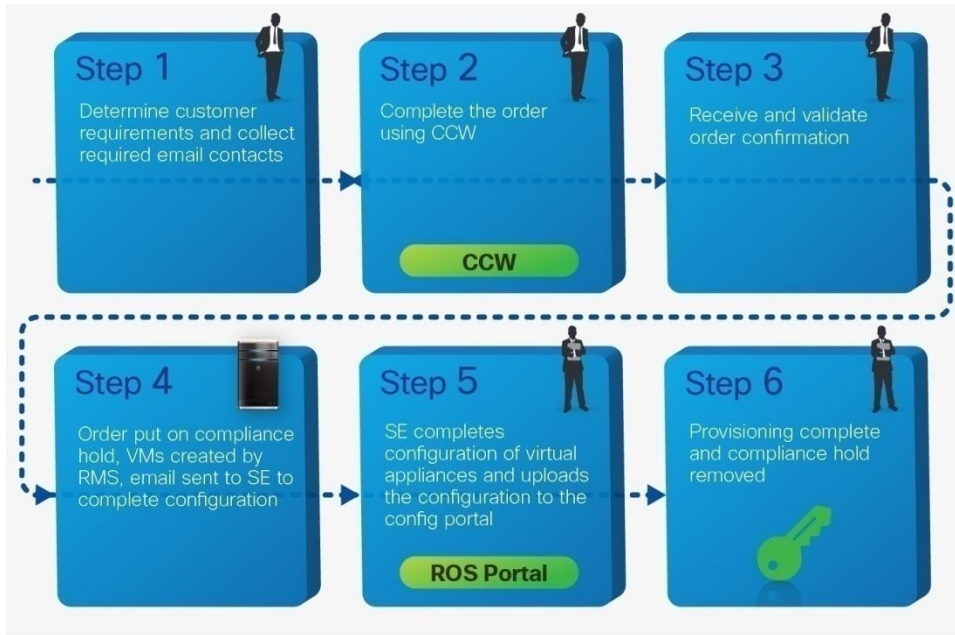 Step 1
Determine customer
requirements and collect
required email contacts
Step 2
Complete the order
using CCW
CCW
Step 3
Receive and validate
order confirmation
Step 4
Order put on compliance
hold, VMs created by
RMS, email sent to SE to
complete configuration
Step 5
SE completes
configuration of virtual
appliances and uploads
the configuration to the
config portal
ROS Portal
Step 6
Provisioning complete
and compliance hold
removed